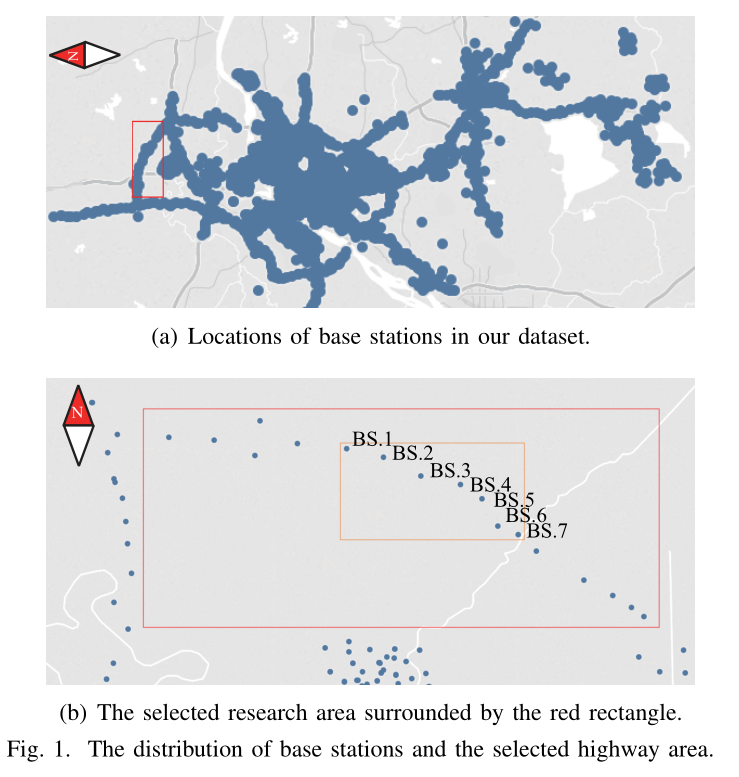 N
(a) Locations of base stations in our dataset.
N
BS.1
BS.2
BS.3
BS.4
BS.5
BS.6
BS.7
(b) The selected research area surrounded by the red rectangle.
Fig. 1. The distribution of base stations and the selected highway area.